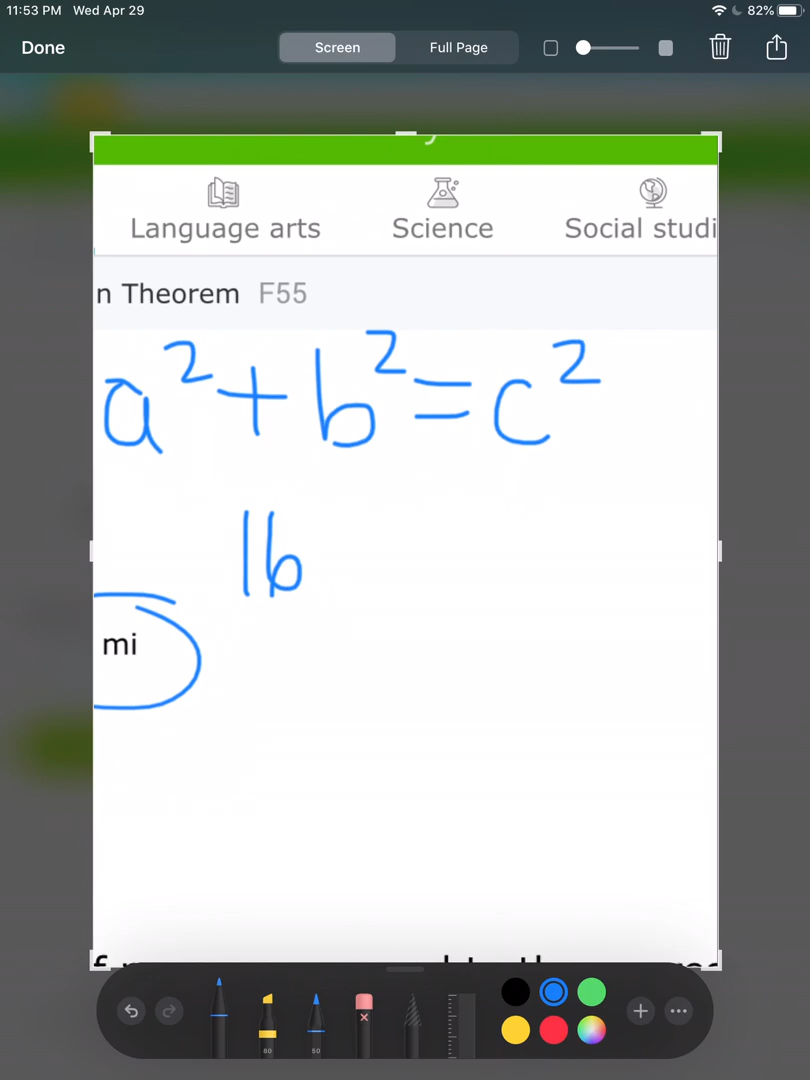 11:53 PM Wed Apr 29 82%
Done Screen Full Page
Language arts Science Social studi
n Theorem F55
a²+b²=c²
16
mi
80 50